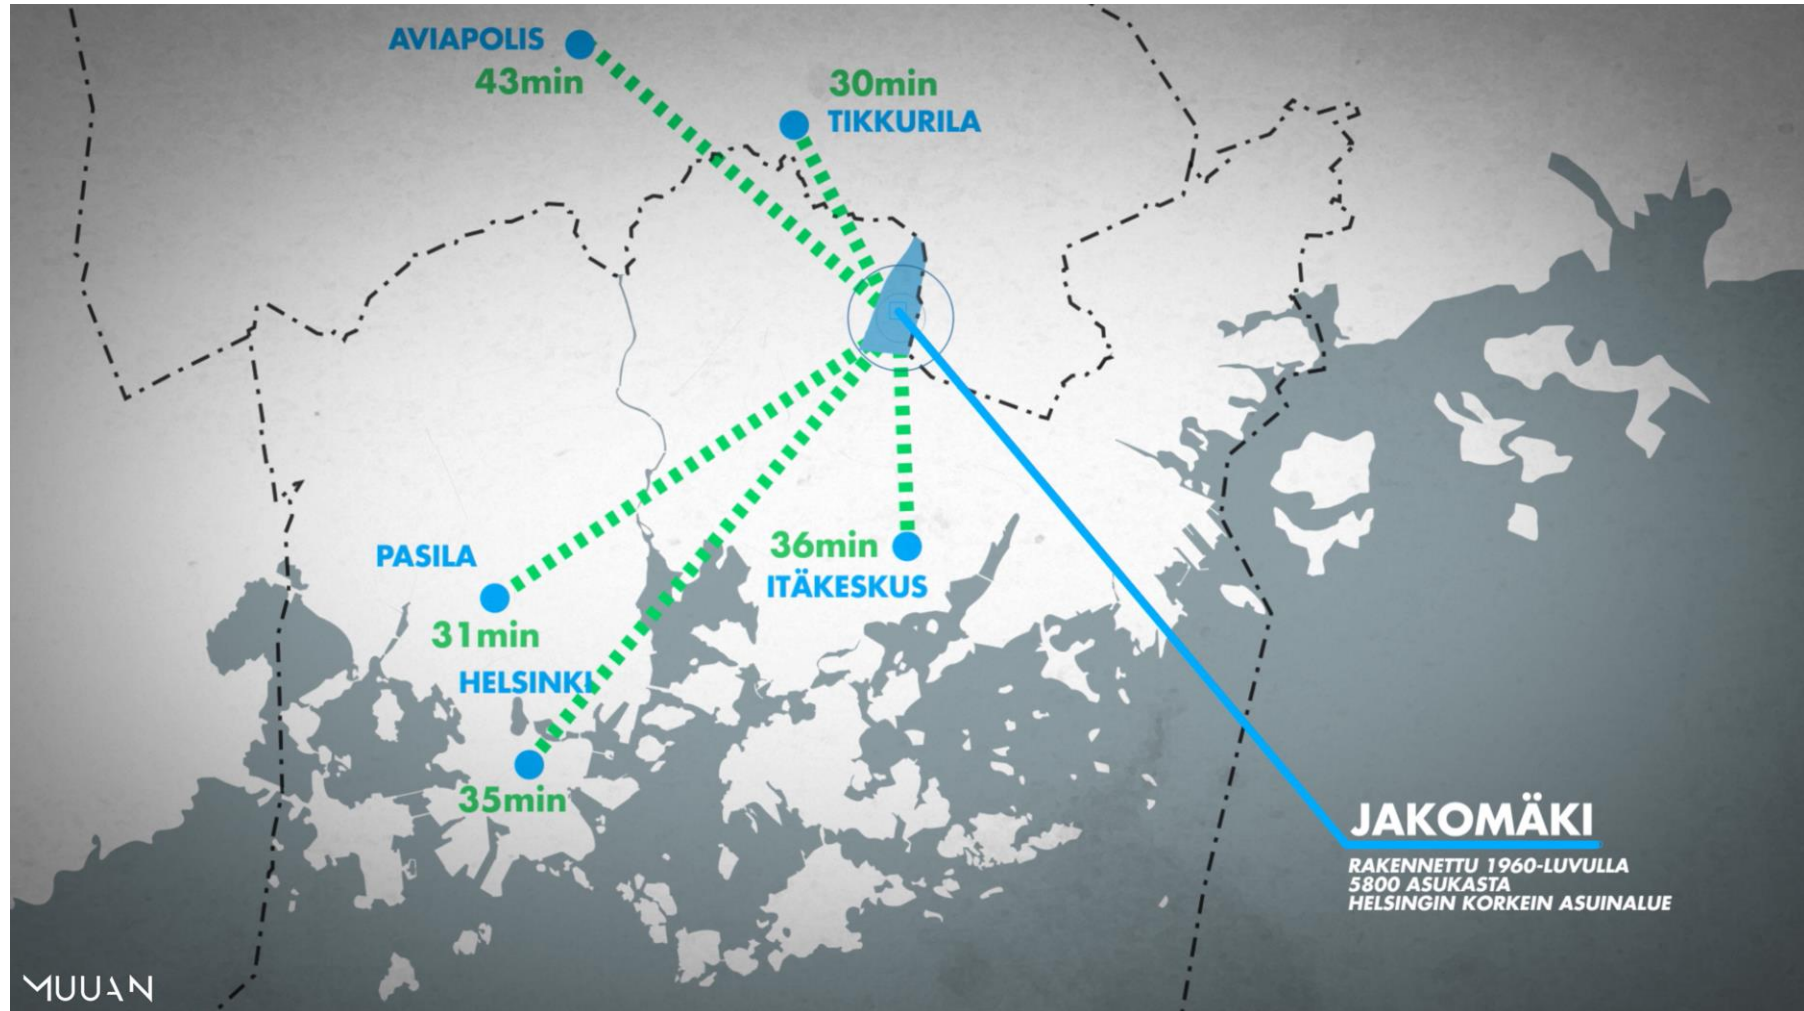 AVIAPOLIS
43min
30min
TIKKURILA
PASILA
31min
36min
ITÄKESKUS
HELSINKI
35min
JAKOMÄKI
RAKENNETTU 1960-LUVULLA
5800 ASUKASTA
HELSINGIN KORKEIN ASUINALUE
MUUAN